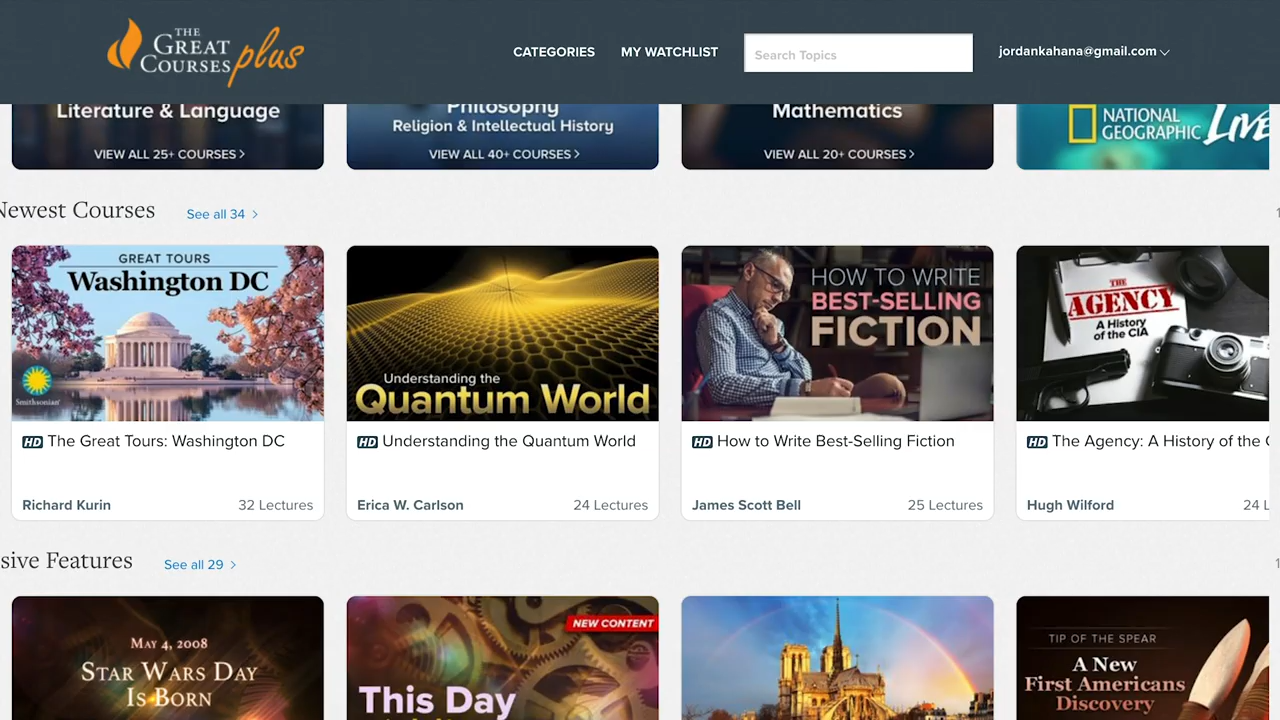 THE
GREAT
COURSES plus
CATEGORIES
MY WATCHLIST
Search Topics
jordankahana@gmail.com
Literature & Language
VIEW ALL 25+ COURSES
Philosophy
Religion & Intellectual History
VIEW ALL 40+ COURSES
Mathematics
VIEW ALL 20+ COURSES
NATIONAL
GEOGRAPHIC LIVE
Newest Courses
See all 34
GREAT TOURS
Washington DC
Smithsonian
HD The Great Tours: Washington DC
Richard Kurin
32 Lectures
Understanding the
Quantum World
HD Understanding the Quantum World
Erica W. Carlson
24 Lectures
HOW TO WRITE
BEST-SELLING
FICTION
HD How to Write Best-Selling Fiction
James Scott Bell
25 Lectures
THE
AGENCY
A History
of the CIA
HD The Agency: A History of the
Hugh Wilford
24 L
sive Features
See all 29
MAY 4, 2008
STAR WARS DAY
IS BORN
NEW CONTENT
This Day
TIP OF THE SPEAR
A New
First Americans
Discovery